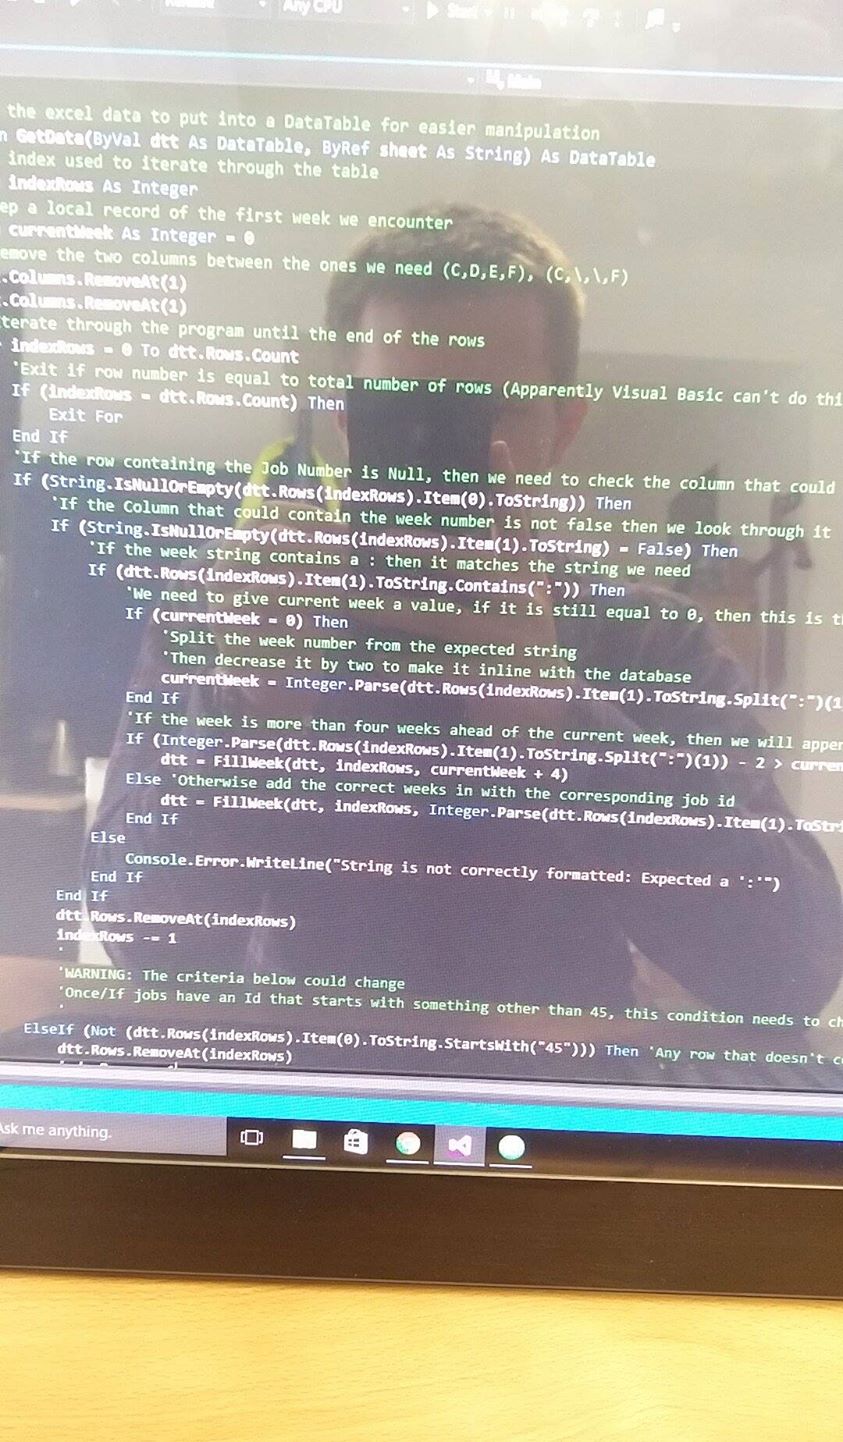 Any CPU
Start
Main
the excel data to put into a DataTable for easier manipulation
n GetData(ByVal dtt As DataTable, ByRef sheet As String) As DataTable
index used to iterate through the table
indexRows As Integer
ep a local record of the first week we encounter
currentWeek As Integer = 0
emove the two columns between the ones we need (C,D,E,F), (C,\,\,F)
.Columns.RemoveAt(1)
.Columns.RemoveAt(1)
terate through the program until the end of the rows
indexRows = 0 To dtt.Rows.Count
'Exit if row number is equal to total number of rows (Apparently Visual Basic can't do thi
If (indexRows = dtt.Rows.Count) Then
Exit For
End If
'If the row containing the Job Number is Null, then we need to check the column that could
If (String.IsNullOrEmpty(dtt.Rows(indexRows).Item(0).ToString)) Then
'If the Column that could contain the week number is not false then we look through it
If (String.IsNullOrEmpty(dtt.Rows(indexRows).Item(1).ToString) = False) Then
'If the week string contains a : then it matches the string we need
If (dtt.Rows(indexRows).Item(1).ToString.Contains(":")) Then
'We need to give current week a value, if it is still equal to 0, then this is t
If (currentWeek = 0) Then
'Split the week number from the expected string
'Then decrease it by two to make it inline with the database
currentWeek = Integer.Parse(dtt.Rows(indexRows).Item(1).ToString.Split(":")(1
End If
'If the week is more than four weeks ahead of the current week, then we will appen
If (Integer.Parse(dtt.Rows(indexRows).Item(1).ToString.Split(":")(1)) - 2 > curren
dtt = FillWeek(dtt, indexRows, currentWeek + 4)
Else 'Otherwise add the correct weeks in with the corresponding job id
dtt = FillWeek(dtt, indexRows, Integer.Parse(dtt.Rows(indexRows).Item(1).ToStri
End If
Else
Console.Error.WriteLine("String is not correctly formatted: Expected a ':'")
End If
End If
dtt.Rows.RemoveAt(indexRows)
indexRows -= 1
'
'WARNING: The criteria below could change
'Once/If jobs have an Id that starts with something other than 45, this condition needs to ch
'
ElseIf (Not (dtt.Rows(indexRows).Item(0).ToString.StartsWith("45"))) Then 'Any row that doesn't c
dtt.Rows.RemoveAt(indexRows)
Ask me anything.